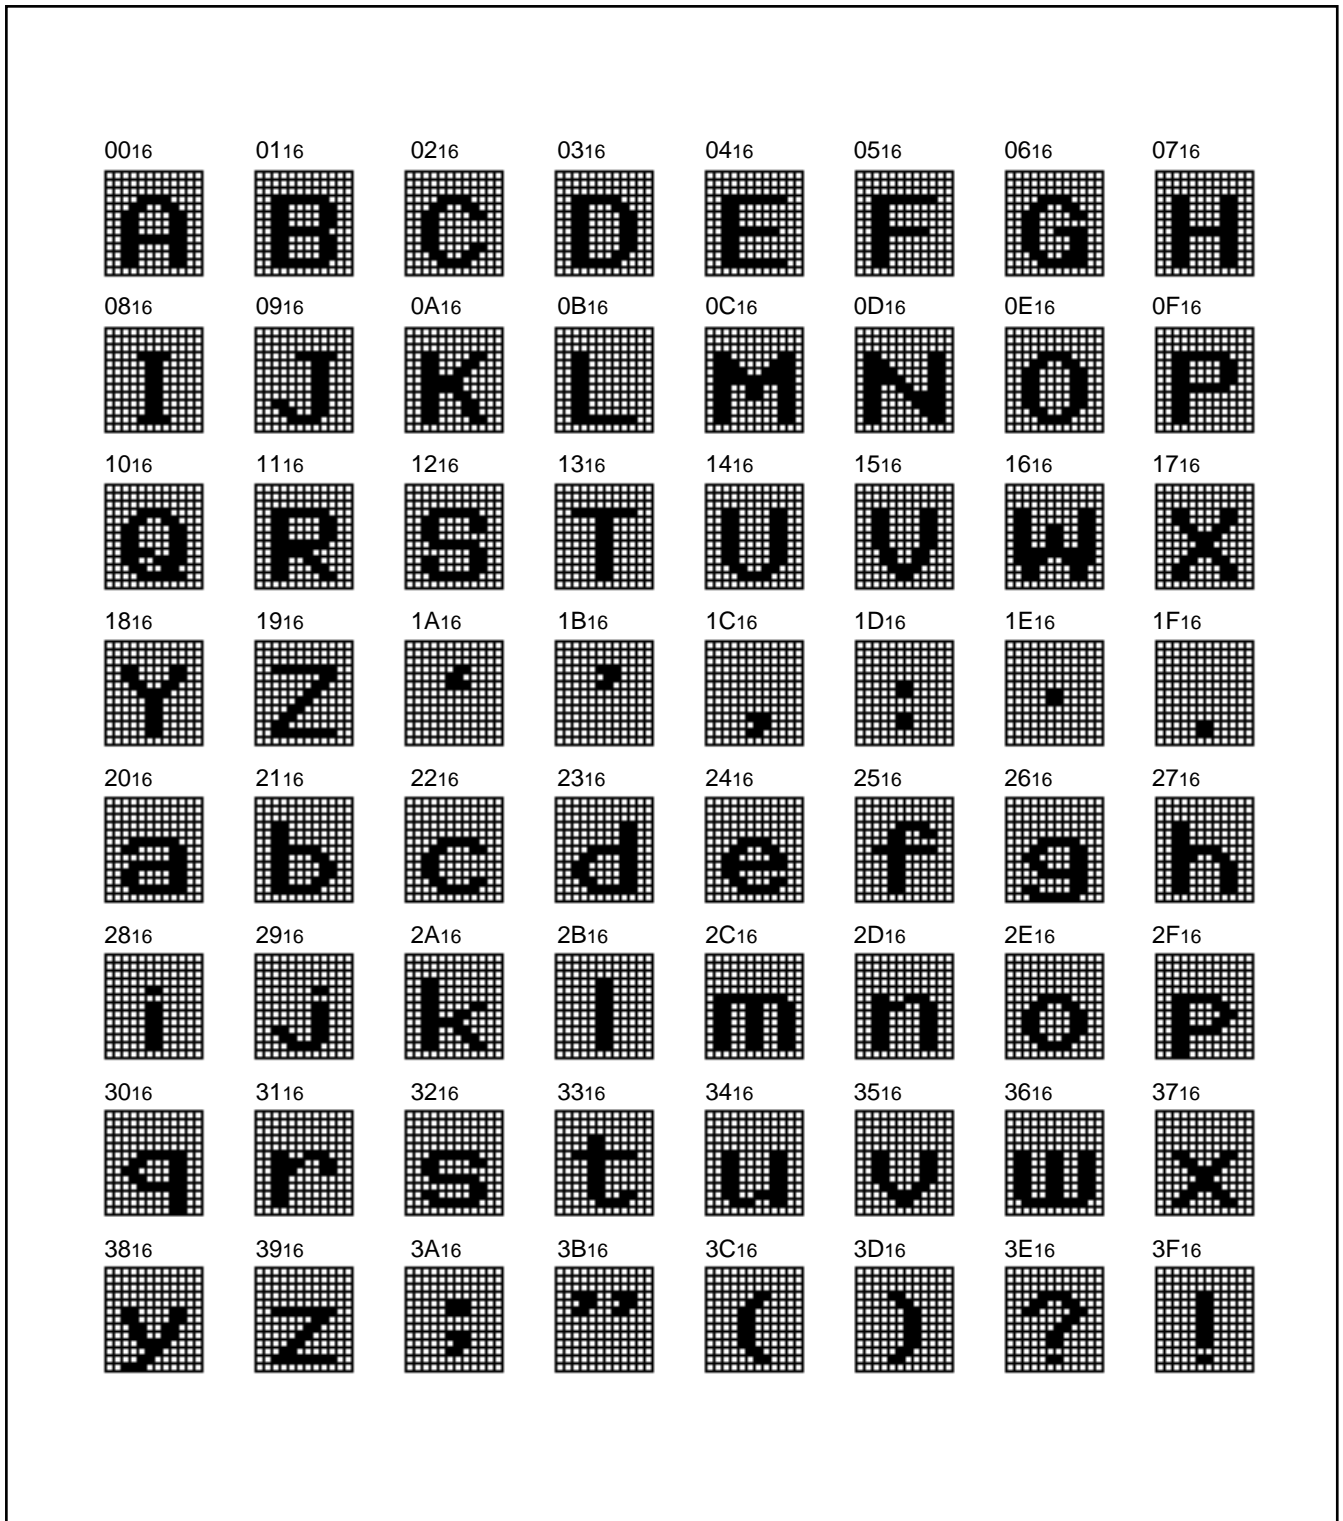 0016 0116 0216 0316 0416 0516 0616 0716
A B C D E F G H
0816 0916 0A16 0B16 0C16 0D16 0E16 0F16
I J K L M N O P
1016 1116 1216 1316 1416 1516 1616 1716
Q R S T U V W X
1816 1916 1A16 1B16 1C16 1D16 1E16 1F16
Y Z ‘ ’ , : · .
2016 2116 2216 2316 2416 2516 2616 2716
a b c d e f g h
2816 2916 2A16 2B16 2C16 2D16 2E16 2F16
i j k l m n o p
3016 3116 3216 3316 3416 3516 3616 3716
q r s t u v w x
3816 3916 3A16 3B16 3C16 3D16 3E16 3F16
y z ; ” ( ) ? !